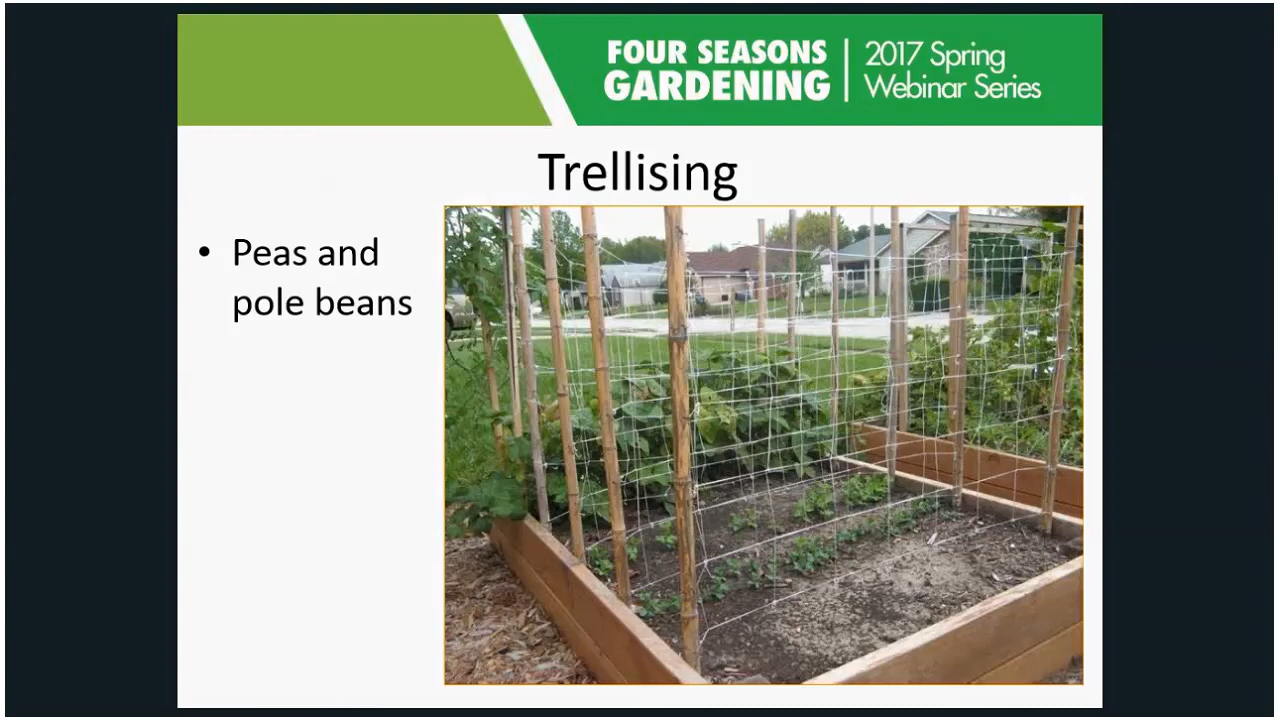 FOUR SEASONS
GARDENING
2017 Spring
Webinar Series
Trellising
• Peas and
pole beans